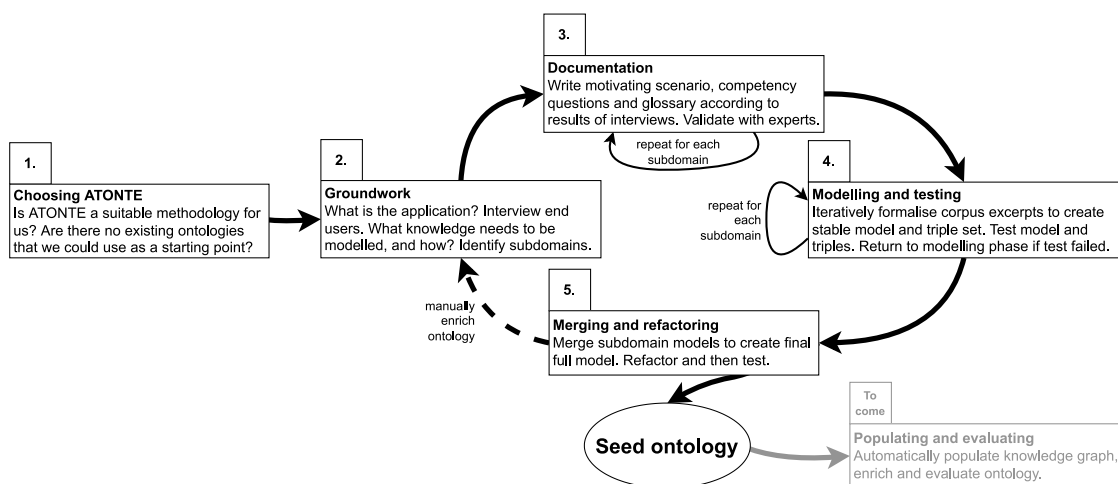 1.
Choosing ATONTE
Is ATONTE a suitable methodology for
us? Are there no existing ontologies
that we could use as a starting point?
2.
Groundwork
What is the application? Interview end
users. What knowledge needs to be
modelled, and how? Identify subdomains.
3.
Documentation
Write motivating scenario, competency
questions and glossary according to
results of interviews. Validate with experts.
repeat for each
subdomain
4.
Modelling and testing
Iteratively formalise corpus excerpts to create
stable model and triple set. Test model and
triples. Return to modelling phase if test failed.
repeat for
each
subdomain
5.
Merging and refactoring
Merge subdomain models to create final
full model. Refactor and then test.
manually
enrich
ontology
Seed ontology
To
come
Populating and evaluating
Automatically populate knowledge graph,
enrich and evaluate ontology.